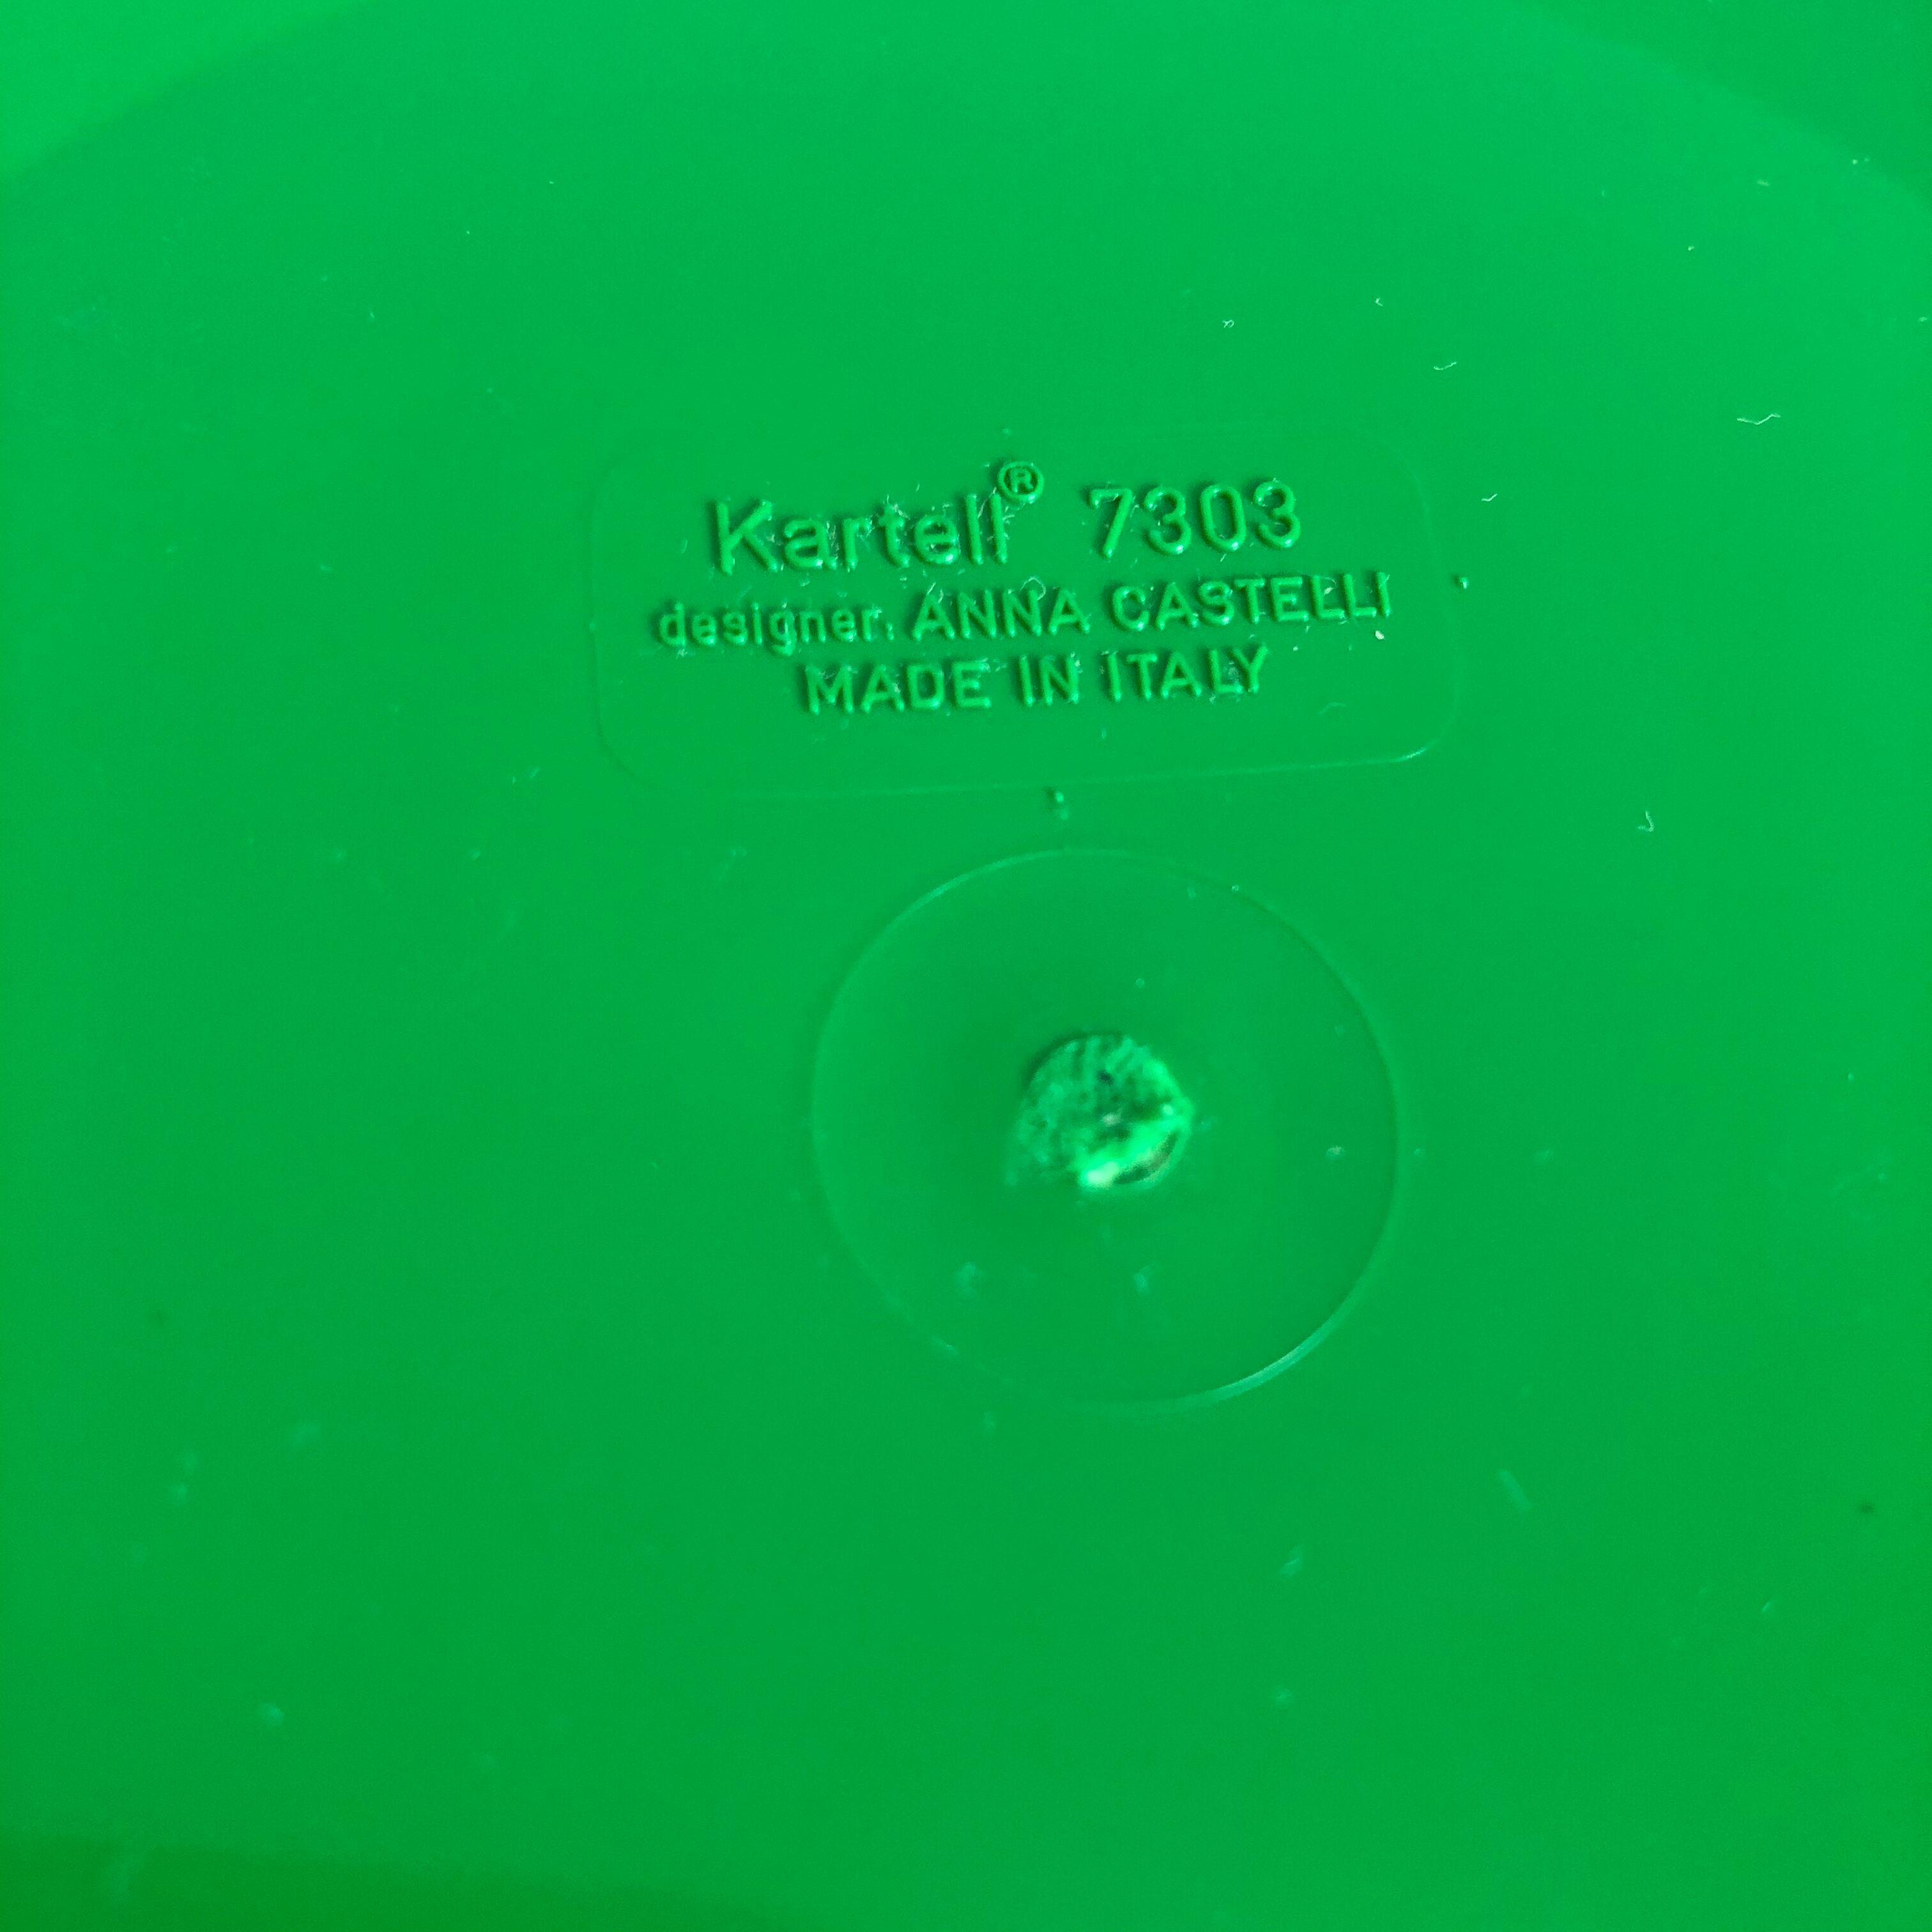 Kartell® 7303
designer: ANNA CASTELLI
MADE IN ITALY